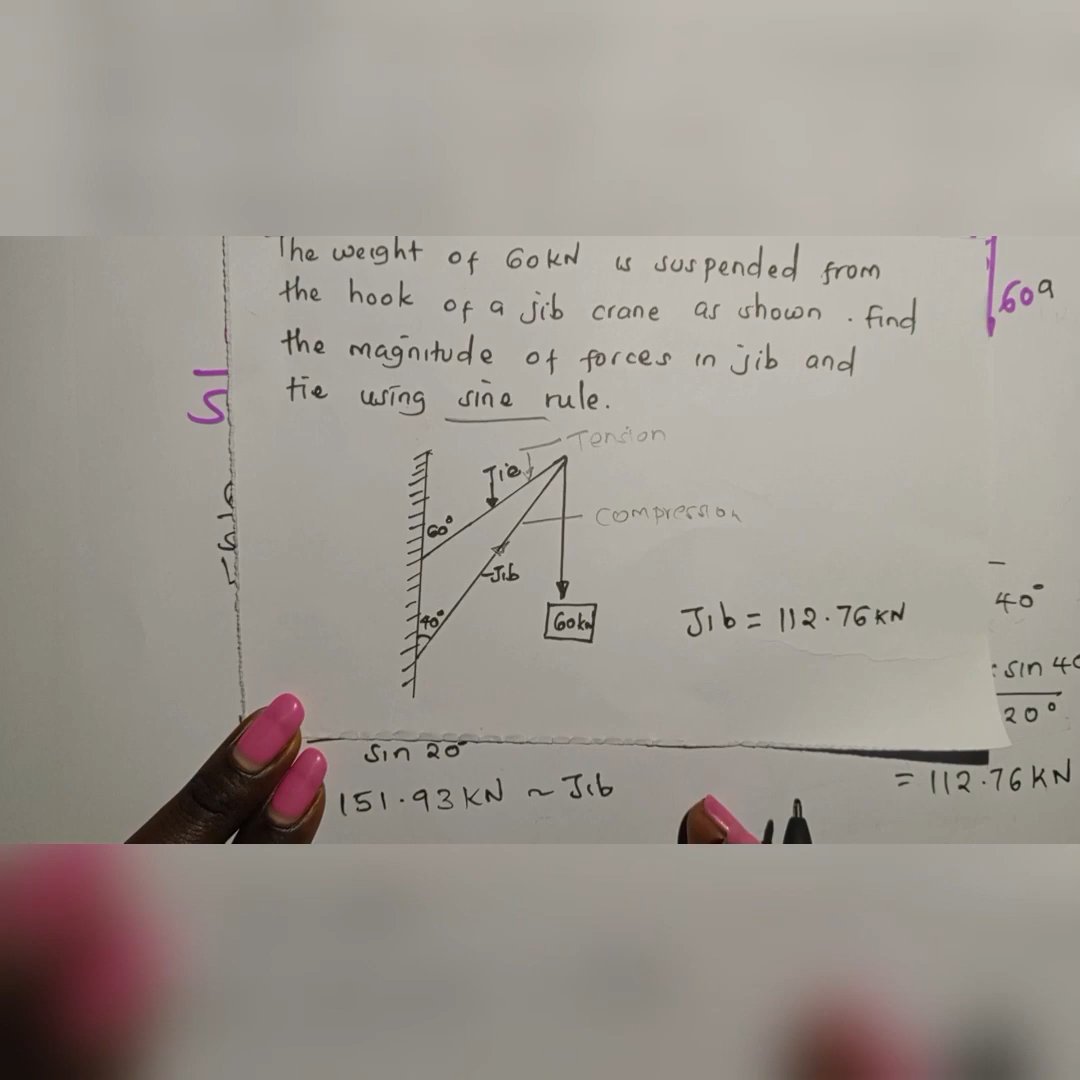 The weight of 60KN is suspended from
the hook of a jib crane as shown. find
the magnitude of forces in jib and
tie using sine rule.
60
Tension
Tie
60°
Compression
Jib
40°
60KN
Jib = 112.76KN
40°
sin 40
20°
sin 20°
151.93KN ~ Jib
= 112.76KN